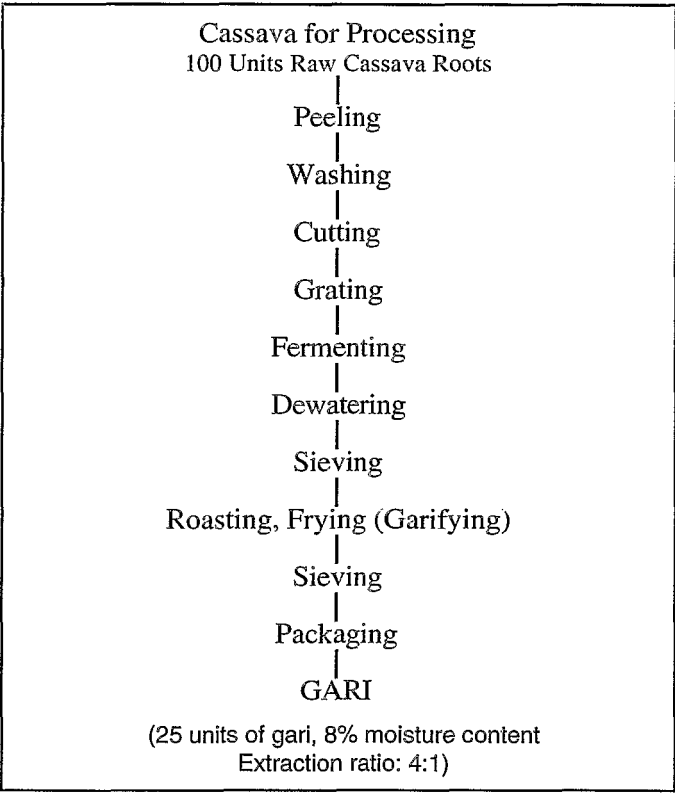 Cassava for Processing
100 Units Raw Cassava Roots
Peeling
Washing
Cutting
Grating
Fermenting
Dewatering
Sieving
Roasting, Frying (Garifying)
Sieving
Packaging
GARI
(25 units of gari, 8% moisture content
Extraction ratio: 4:1)